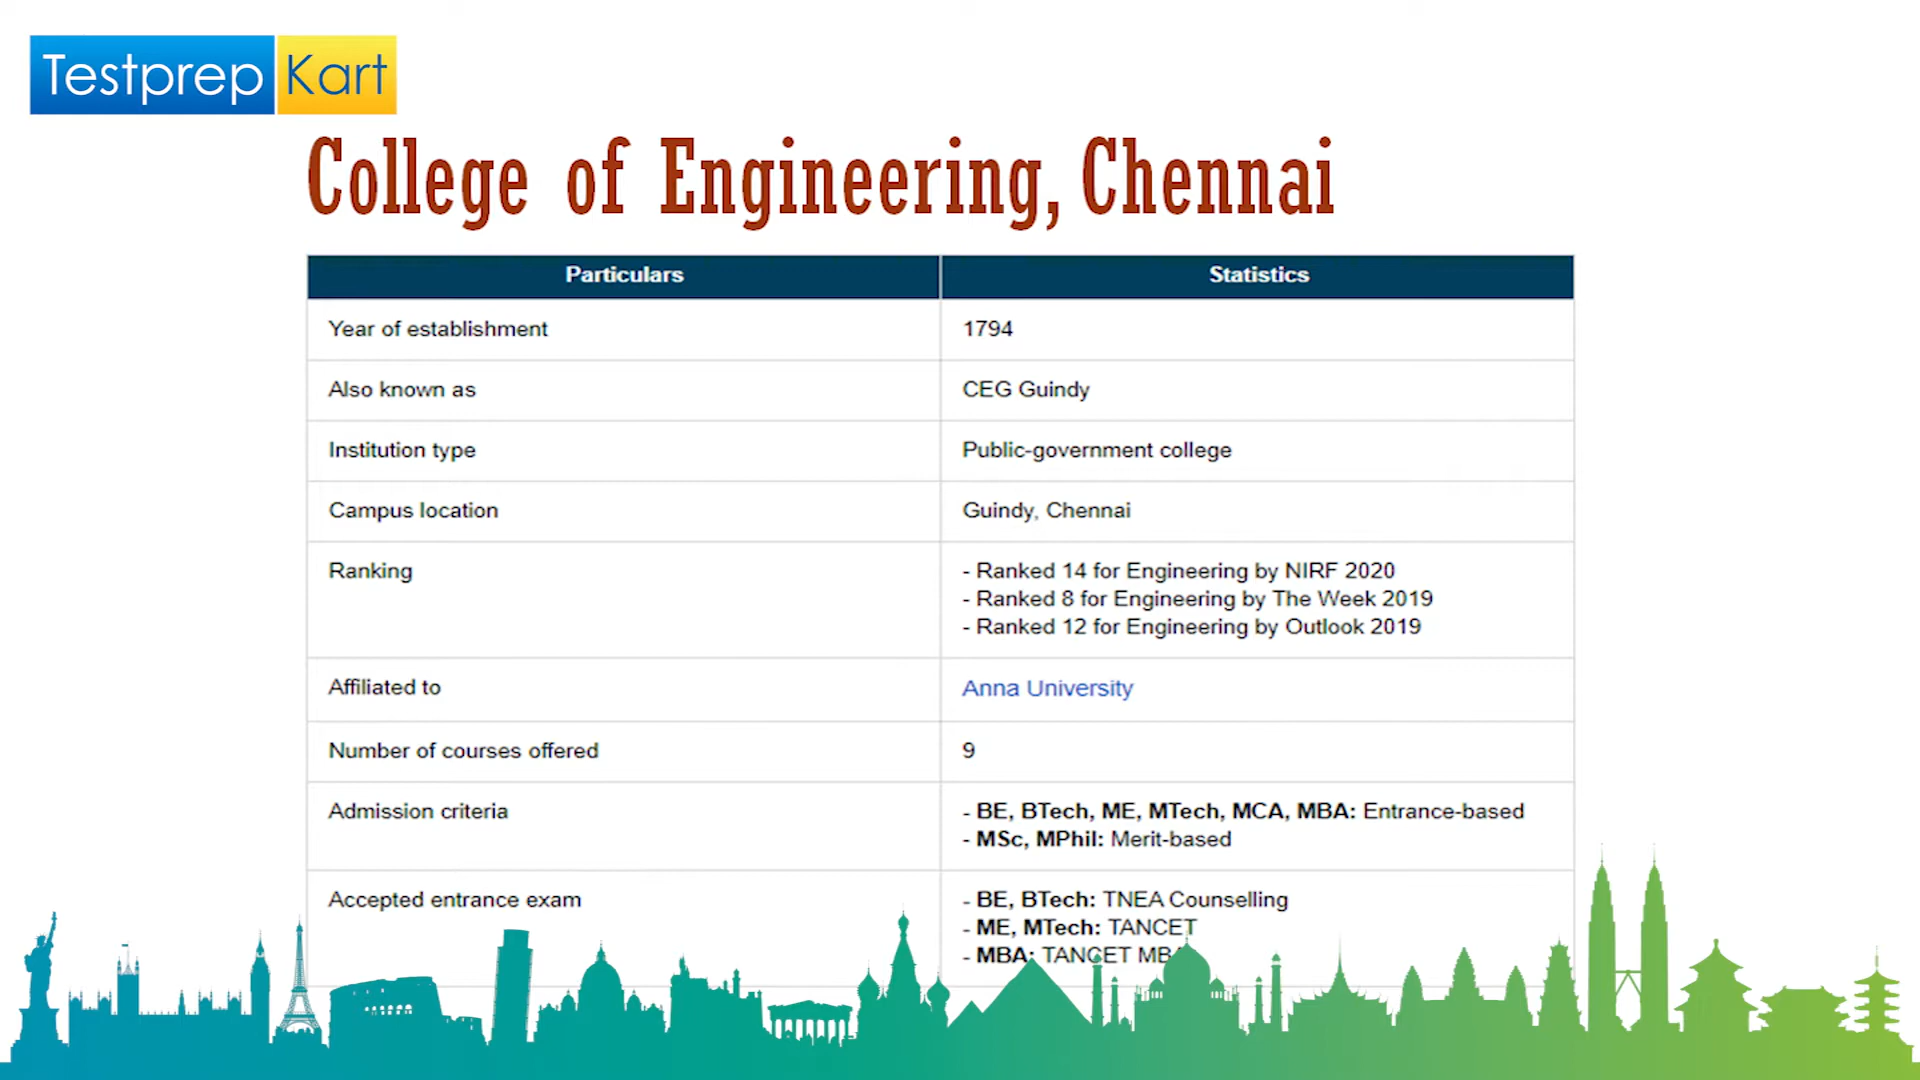 Testprep Kart
College of Engineering, Chennai
Particulars Statistics
Year of establishment 1794
Also known as CEG Guindy
Institution type Public-government college
Campus location Guindy, Chennai
Ranking - Ranked 14 for Engineering by NIRF 2020
- Ranked 8 for Engineering by The Week 2019
- Ranked 12 for Engineering by Outlook 2019
Affiliated to Anna University
Number of courses offered 9
Admission criteria - BE, BTech, ME, MTech, MCA, MBA: Entrance-based
- MSc, MPhil: Merit-based
Accepted entrance exam - BE, BTech: TNEA Counselling
- ME, MTech: TANCET
- MBA: TANCET